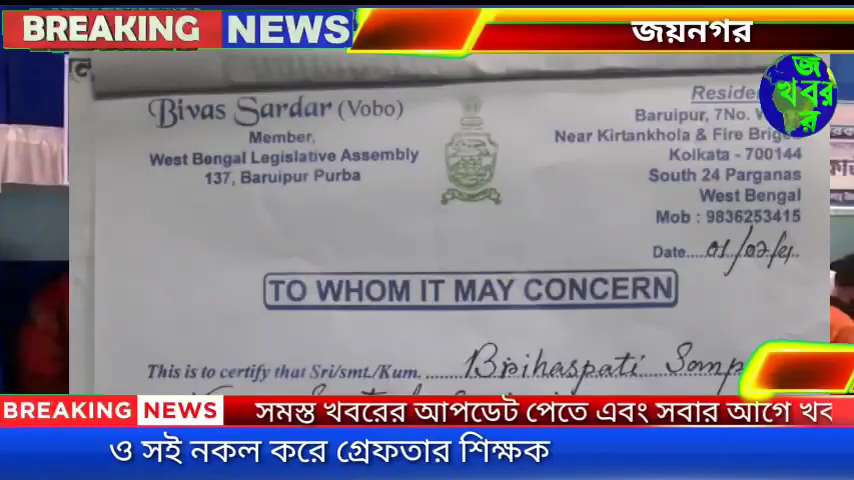 BREAKING NEWS
জয়নগর
জ
খবর
র
Bivas Sardar (Vobo)
Member,
West Bengal Legislative Assembly
137, Baruipur Purba
Baruipur, 7No.
Near Kirtankhola & Fire
Kolkata - 700144
South 24 Parganas
West Bengal
Mob : 9836253415
Date....
TO WHOM IT MAY CONCERN
This is to certify that Sri/smt./Kum. ........ Brihaspati
BREAKING NEWS
সমস্ত খবরের আপডেট পেতে এবং সবার আগে খব
ও সই নকল করে গ্রেফতার শিক্ষক